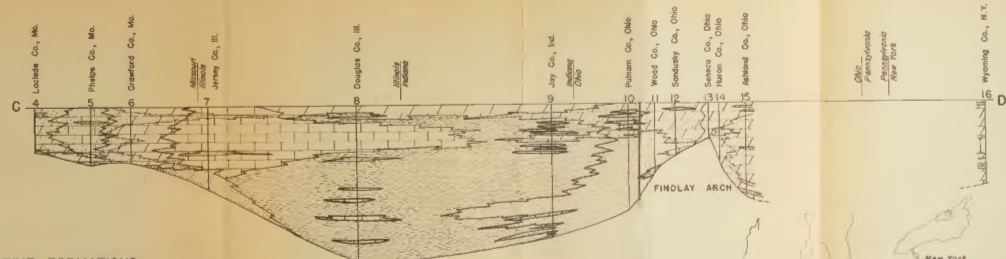 Laclede Co., Mo.
Phelps Co., Mo.
Crawford Co., Mo.
Missouri
Illinois
Jersey Co., Ill.
Douglas Co., Ill.
Illinois
Indiana
Jay Co., Ind.
Indiana
Ohio
Putnam Co., Ohio
Wood Co., Ohio
Sandusky Co., Ohio
Seneca Co., Ohio
Huron Co., Ohio
Ashland Co., Ohio
Ohio
Pennsylvania
Pennsylvania
New York
Wyoming Co., N.Y.
C 4 5 6 7 8 9 10 11 12 13 14 15 16 D
FINDLAY ARCH
New York
FORMATIONS